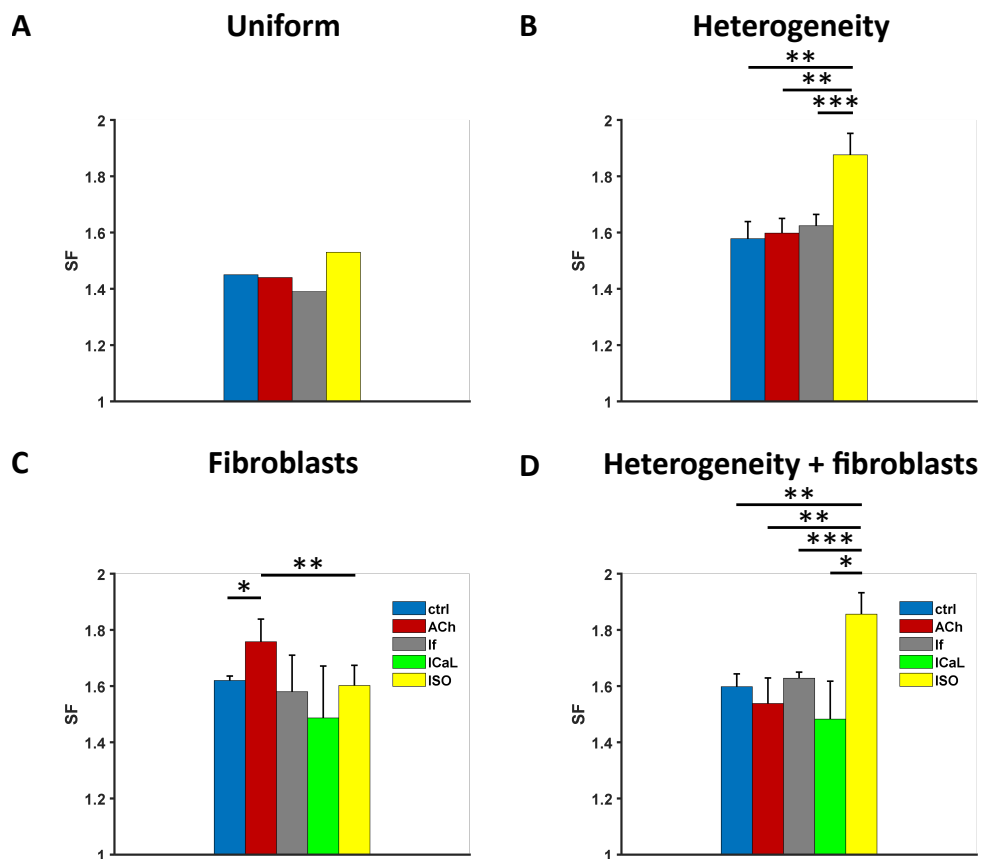 A
Uniform
SF
2
1.8
1.6
1.4
1.2
1
B
Heterogeneity
**
**
***
SF
2
1.8
1.6
1.4
1.2
1
C
Fibroblasts
*
**
SF
2
1.8
1.6
1.4
1.2
1
ctrl
ACh
If
ICaL
ISO
D
Heterogeneity + fibroblasts
**
**
***
*
SF
2
1.8
1.6
1.4
1.2
1
ctrl
ACh
If
ICaL
ISO